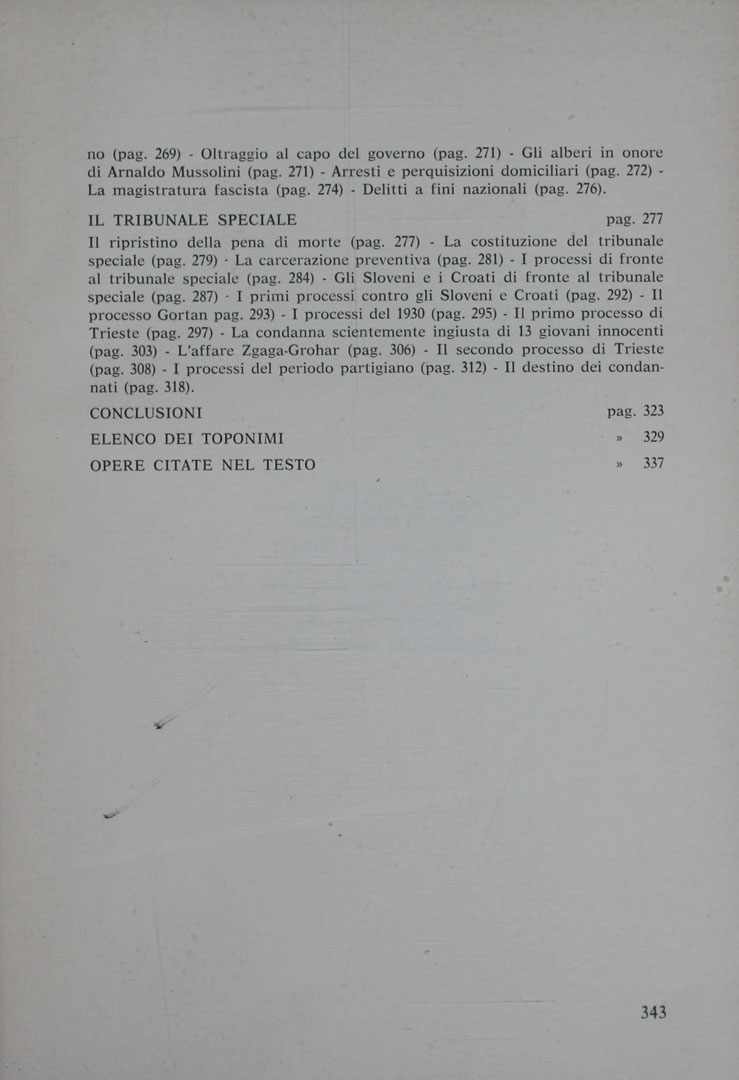 no (pag. 269) - Oltraggio al capo del governo (pag. 271) - Gli alberi in onore
di Arnaldo Mussolini (pag. 271) - Arresti e perquisizioni domiciliari (pag. 272) -
La magistratura fascista (pag. 274) - Delitti a fini nazionali (pag. 276).
IL TRIBUNALE SPECIALE pag. 277
Il ripristino della pena di morte (pag. 277) - La costituzione del tribunale
speciale (pag. 279) - La carcerazione preventiva (pag. 281) - I processi di fronte
al tribunale speciale (pag. 284) - Gli Sloveni e i Croati di fronte al tribunale
speciale (pag. 287) - I primi processi contro gli Sloveni e Croati (pag. 292) - Il
processo Gortan pag. 293) - I processi del 1930 (pag. 295) - Il primo processo di
Trieste (pag. 297) - La condanna scientemente ingiusta di 13 giovani innocenti
(pag. 303) - L'affare Zgaga-Grohar (pag. 306) - Il secondo processo di Trieste
(pag. 308) - I processi del periodo partigiano (pag. 312) - Il destino dei condan-
nati (pag. 318).
CONCLUSIONI pag. 323
ELENCO DEI TOPONIMI » 329
OPERE CITATE NEL TESTO » 337
343